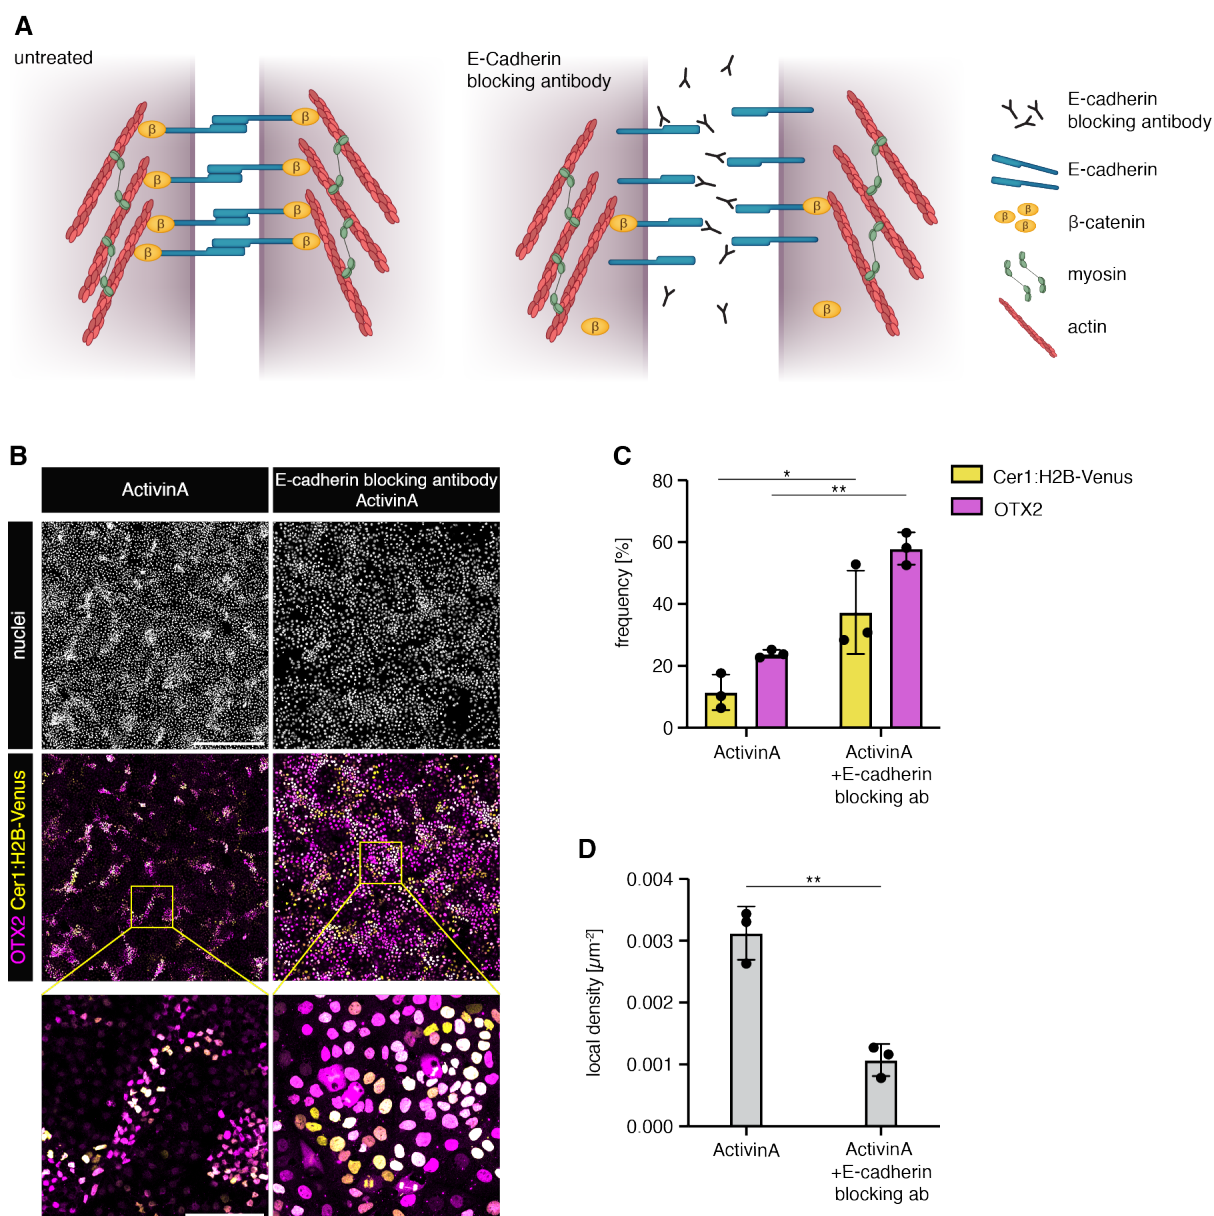 A
untreated
E-Cadherin
blocking antibody
β
β
β
β
β
β
β
β
β
β
β
β
E-cadherin
blocking antibody
E-cadherin
β
β
β
β-catenin
myosin
actin
B
ActivinA
E-cadherin blocking antibody
ActivinA
nuclei
OTX2 Cer1:H2B-Venus
C
Cer1:H2B-Venus
OTX2
*
**
frequency [%]
80
60
40
20
0
ActivinA
ActivinA
+E-cadherin
blocking ab
D
**
local density [µm⁻²]
0.004
0.003
0.002
0.001
0.000
ActivinA
ActivinA
+E-cadherin
blocking ab